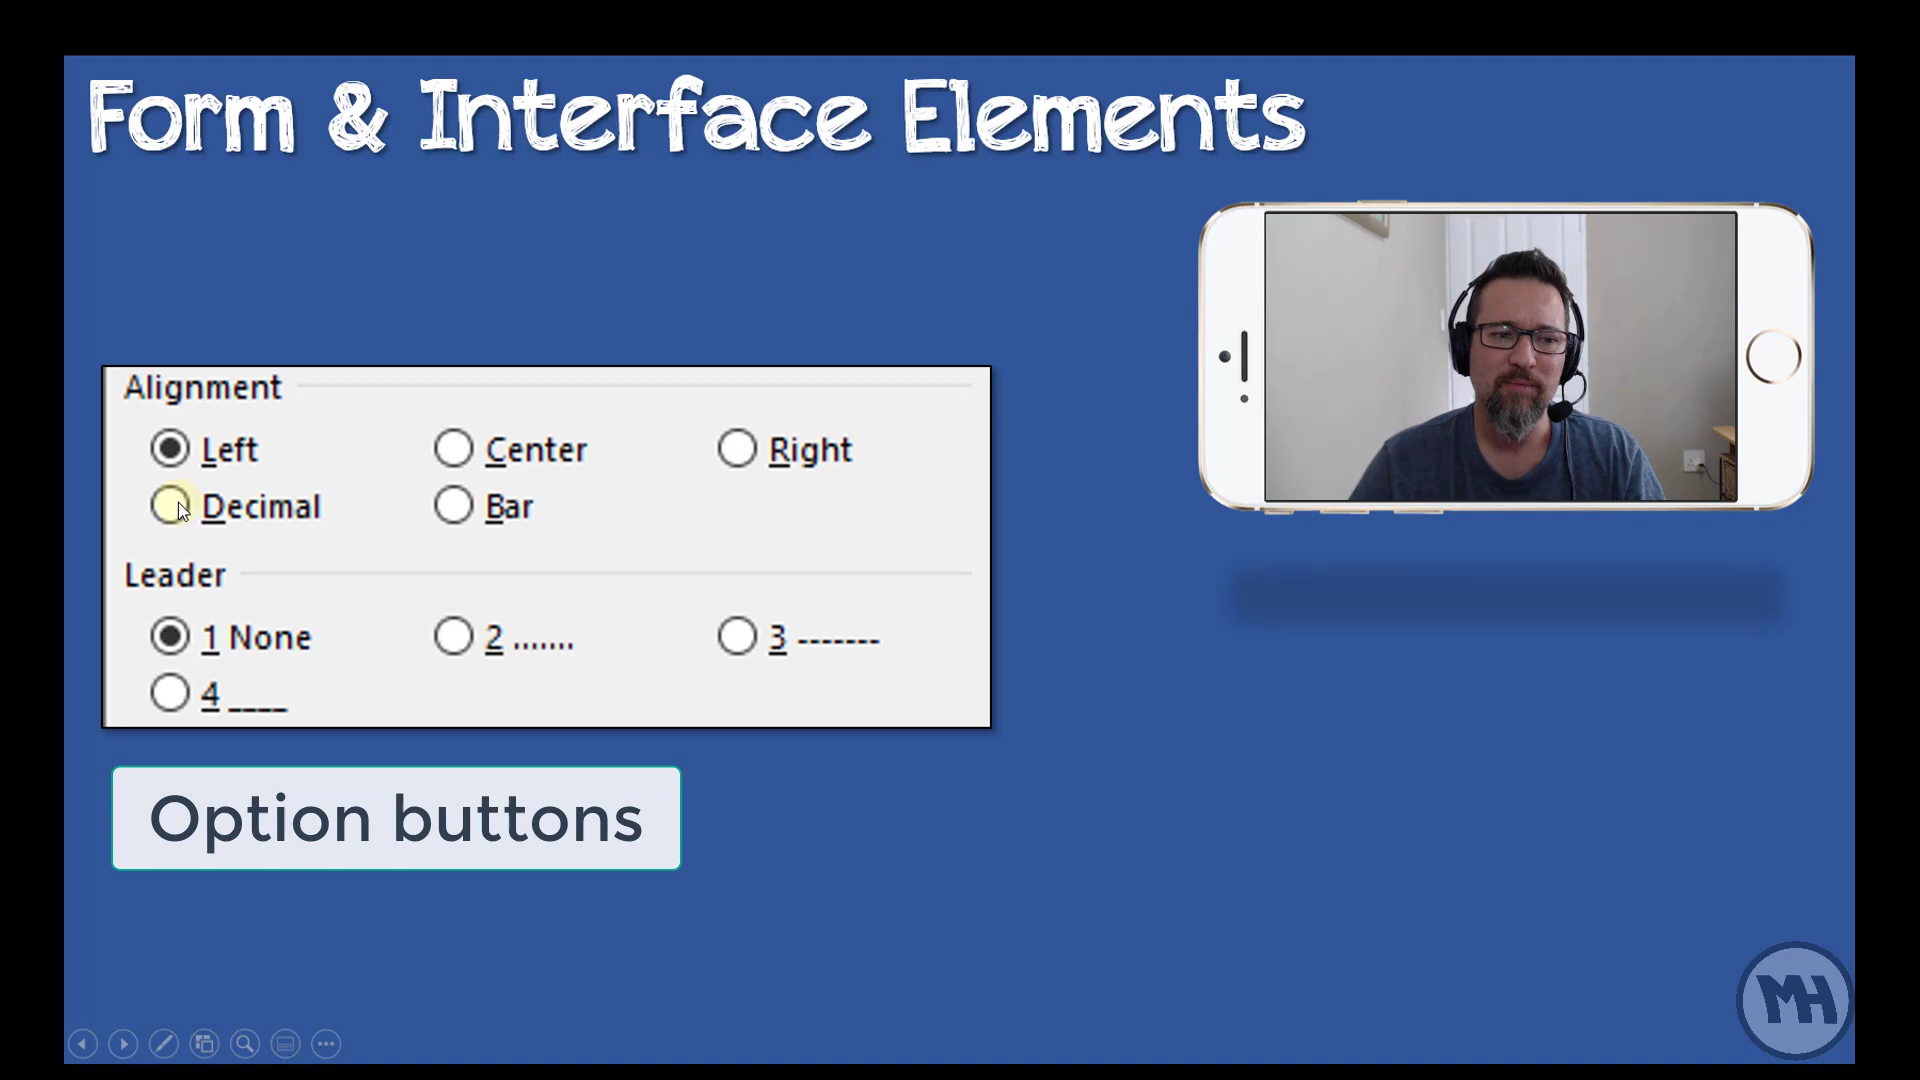 Form & Interface Elements
Alignment
Left Center Right
Decimal Bar
Leader
1 None 2 ....... 3 -------
4 ____
Option buttons
MH